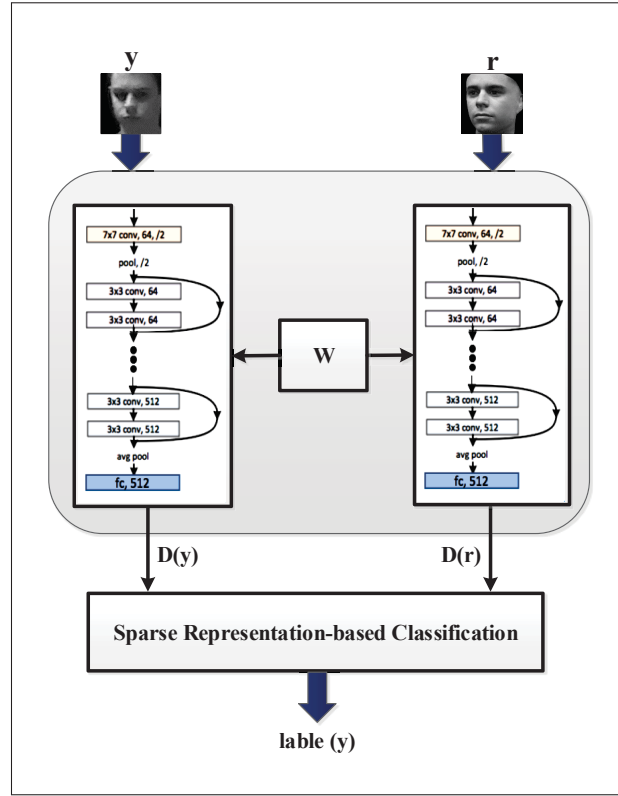 y
r
7x7 conv, 64, /2
pool, /2
3x3 conv, 64
3x3 conv, 64
3x3 conv, 512
3x3 conv, 512
avg pool
fc, 512
W
7x7 conv, 64, /2
pool, /2
3x3 conv, 64
3x3 conv, 64
3x3 conv, 512
3x3 conv, 512
avg pool
fc, 512
D(y)
D(r)
Sparse Representation-based Classification
lable (y)